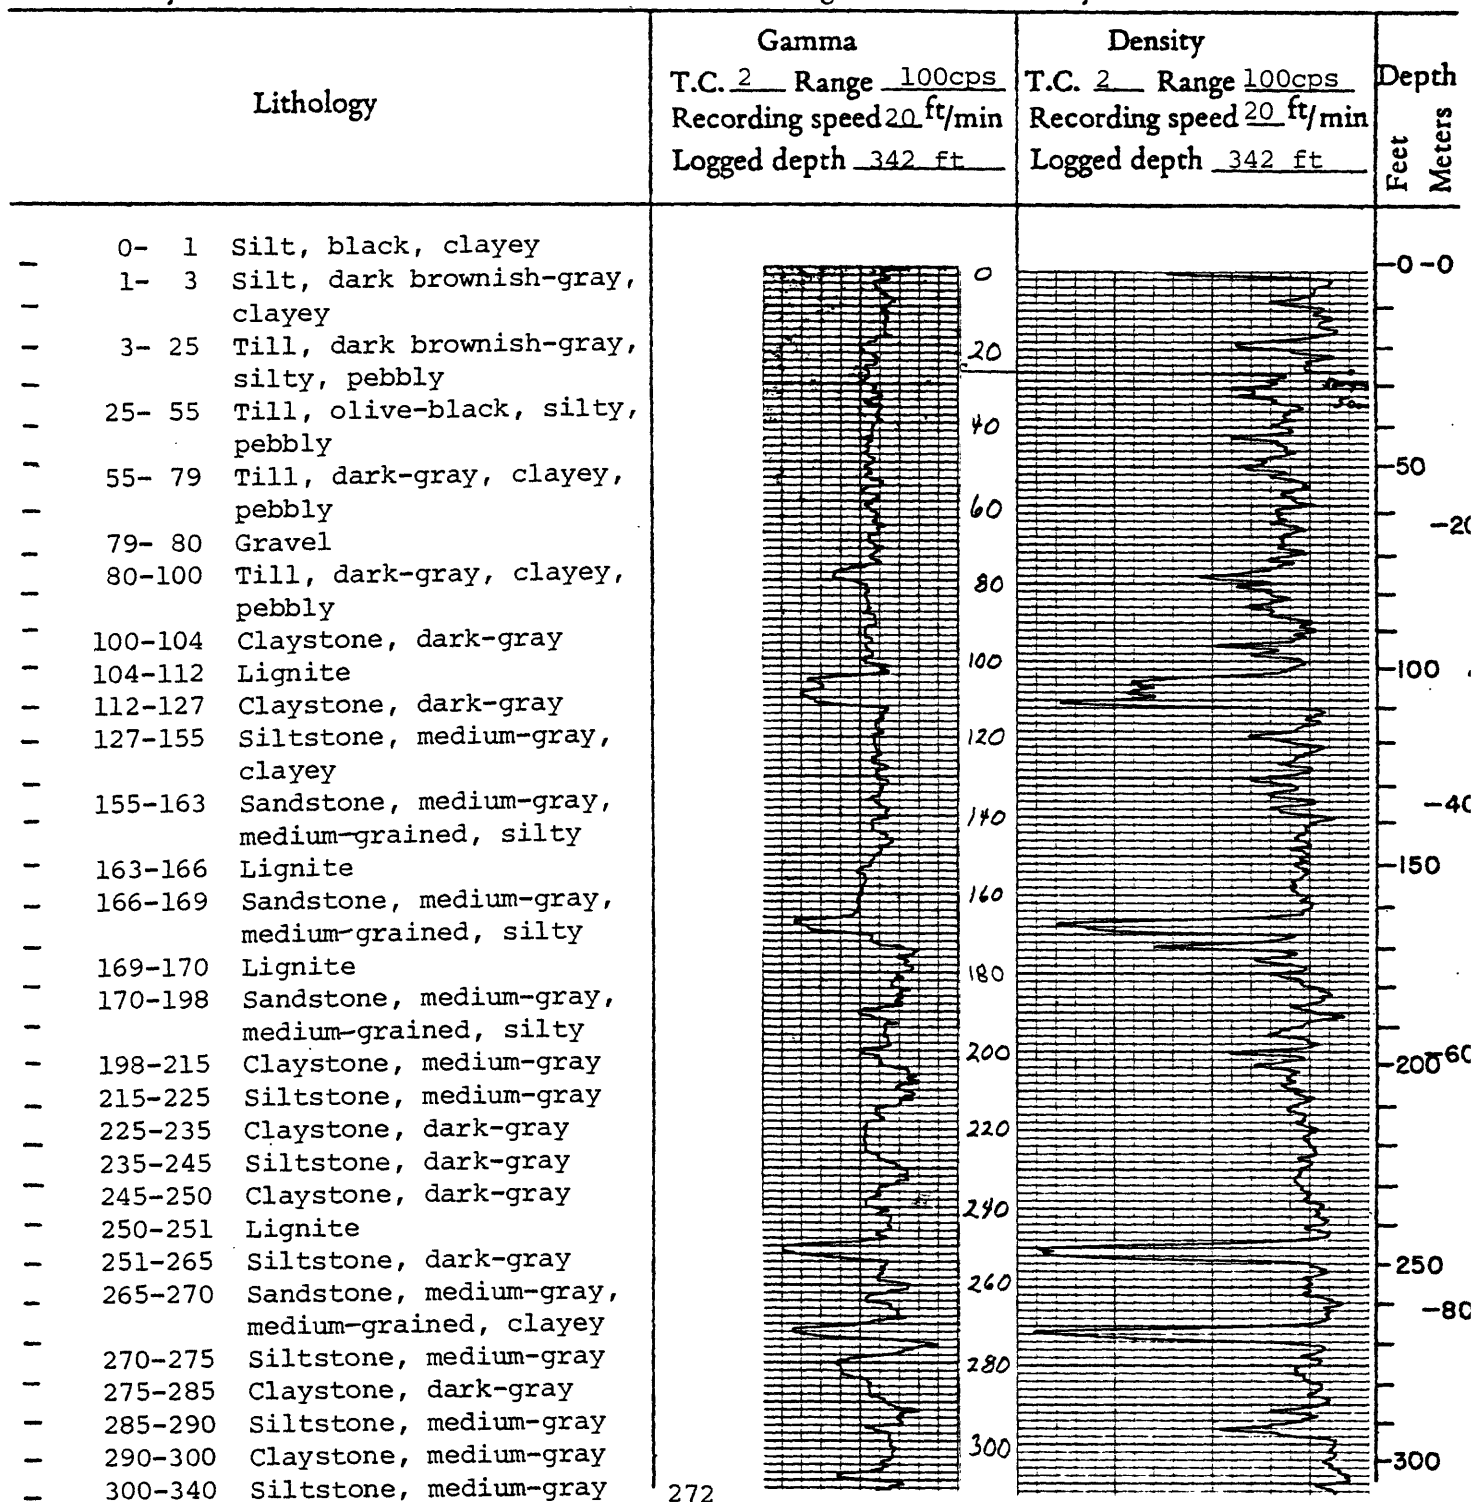 Lithology
Gamma
T.C. 2 Range 100cps
Recording speed 20 ft/min
Logged depth 342 ft
Density
T.C. 2 Range 100cps
Recording speed 20 ft/min
Logged depth 342 ft
Depth
Feet
Meters
0- 1 Silt, black, clayey
1- 3 Silt, dark brownish-gray,
clayey
3- 25 Till, dark brownish-gray,
silty, pebbly
25- 55 Till, olive-black, silty,
pebbly
55- 79 Till, dark-gray, clayey,
pebbly
79- 80 Gravel
80-100 Till, dark-gray, clayey,
pebbly
100-104 Claystone, dark-gray
104-112 Lignite
112-127 Claystone, dark-gray
127-155 Siltstone, medium-gray,
clayey
155-163 Sandstone, medium-gray,
medium-grained, silty
163-166 Lignite
166-169 Sandstone, medium-gray,
medium-grained, silty
169-170 Lignite
170-198 Sandstone, medium-gray,
medium-grained, silty
198-215 Claystone, medium-gray
215-225 Siltstone, medium-gray
225-235 Claystone, dark-gray
235-245 Siltstone, dark-gray
245-250 Claystone, dark-gray
250-251 Lignite
251-265 Siltstone, dark-gray
265-270 Sandstone, medium-gray,
medium-grained, clayey
270-275 Siltstone, medium-gray
275-285 Claystone, dark-gray
285-290 Siltstone, medium-gray
290-300 Claystone, medium-gray
300-340 Siltstone, medium-gray
0
20
40
60
80
100
120
140
160
180
200
220
240
260
280
300
0 -0
50
100
150
200
250
300
-40
-60
-80
272